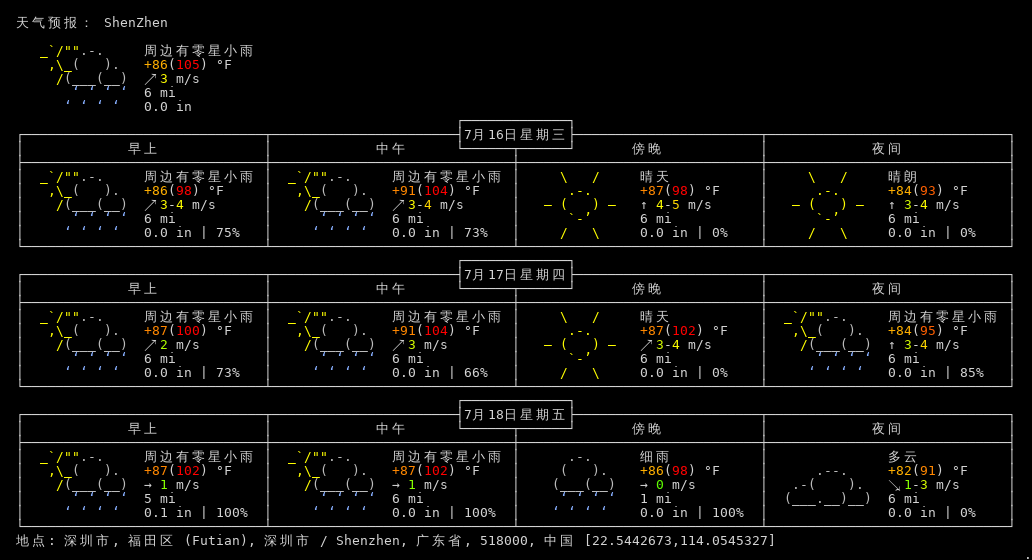 天气预报： ShenZhen
周边有零星小雨
+86(105) °F
↗3 m/s
6 mi
0.0 in
7月16日星期三
早上 中午 傍晚 夜间
周边有零星小雨 周边有零星小雨 晴天 晴朗
+86(98) °F +91(104) °F +87(98) °F +84(93) °F
↗3-4 m/s ↗3-4 m/s ↑ 4-5 m/s ↑ 3-4 m/s
6 mi 6 mi 6 mi 6 mi
0.0 in | 75% 0.0 in | 73% 0.0 in | 0% 0.0 in | 0%
7月17日星期四
早上 中午 傍晚 夜间
周边有零星小雨 周边有零星小雨 晴天 周边有零星小雨
+87(100) °F +91(104) °F +87(102) °F +84(95) °F
↗2 m/s ↗3 m/s ↗3-4 m/s ↑ 3-4 m/s
6 mi 6 mi 6 mi 6 mi
0.0 in | 73% 0.0 in | 66% 0.0 in | 0% 0.0 in | 85%
7月18日星期五
早上 中午 傍晚 夜间
周边有零星小雨 周边有零星小雨 细雨 多云
+87(102) °F +87(102) °F +86(98) °F +82(91) °F
→ 1 m/s → 1 m/s → 0 m/s ↘1-3 m/s
5 mi 6 mi 1 mi 6 mi
0.1 in | 100% 0.0 in | 100% 0.0 in | 100% 0.0 in | 0%
地点: 深圳市, 福田区 (Futian), 深圳市 / Shenzhen, 广东省, 518000, 中国 [22.5442673,114.0545327]